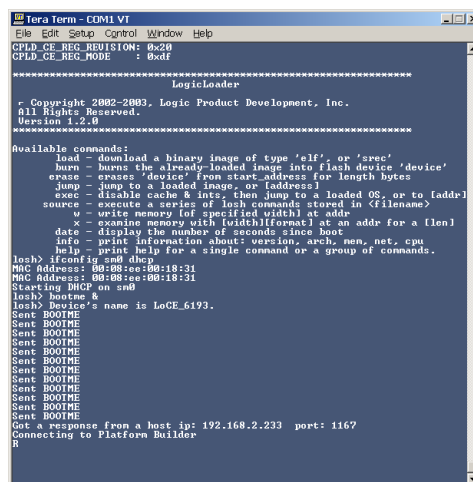 Tera Term - COM1 VT
File Edit Setup Control Window Help
CPLD_CE_REG_REVISION: 0x20
CPLD_CE_REG_MODE    : 0xdf
*******************************************************************
LogicLoader
r Copyright 2002-2003, Logic Product Development, Inc.
All Rights Reserved.
Version 1.2.0
*******************************************************************
Available commands:
load - download a binary image of type 'elf', or 'srec'
burn - burns the already-loaded image into flash device 'device'
erase - erases 'device' from start_address for length bytes
jump - jump to a loaded image, or [address]
exec - disable cache & ints, then jump to a loaded OS, or to [addr]
source - execute a series of losh commands stored in <filename>
w - write memory [of specified width] at addr
x - examine memory with [width][format] at an addr for a [len]
date - display the number of seconds since boot
info - print information about: version, arch, mem, net, cpu
help - print help for a single command or a group of commands.
losh> ifconfig sm0 dhcp
MAC Address: 00:08:ee:00:18:31
MAC Address: 00:08:ee:00:18:31
Starting DHCP on sm0
losh> bootme &
losh> Device's name is LoCE_6193.
Sent BOOTME
Sent BOOTME
Sent BOOTME
Sent BOOTME
Sent BOOTME
Sent BOOTME
Sent BOOTME
Sent BOOTME
Sent BOOTME
Sent BOOTME
Sent BOOTME
Sent BOOTME
Got a response from a host ip: 192.168.2.233  port: 1167
Connecting to Platform Builder
R